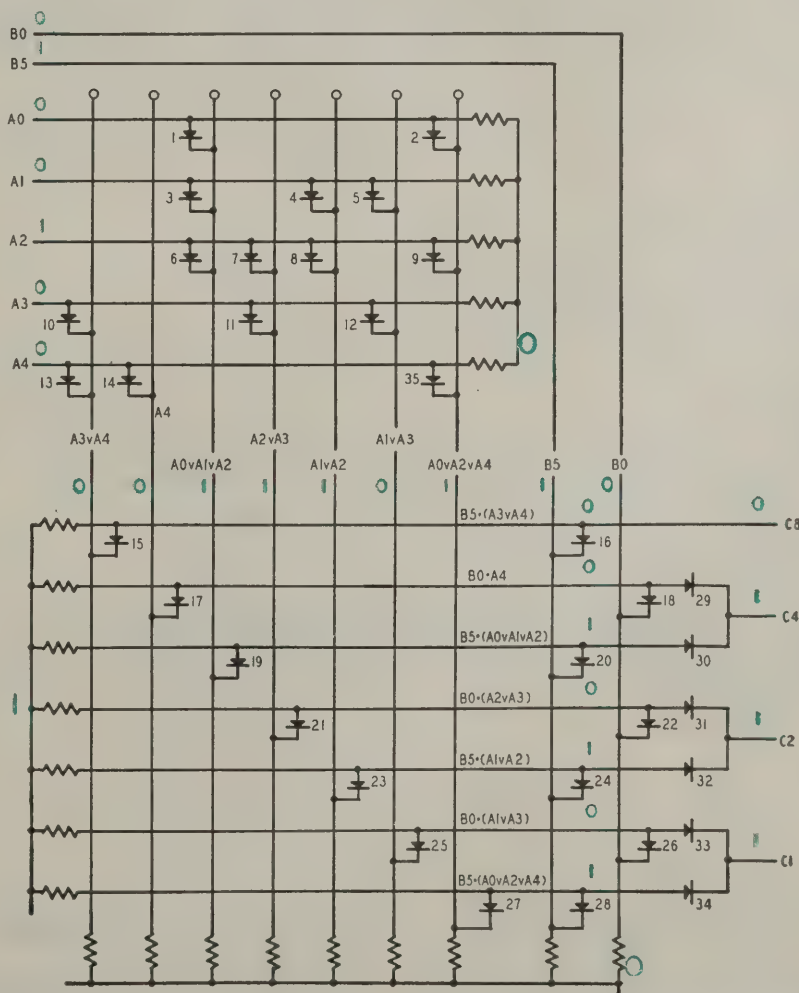 0
B0
1
B5
0
A0
1
2
0
A1
3
4
5
1
A2
6
7
8
9
0
A3
10
11
12
0
0
A4
13
14
35
A4
A3vA4
A2vA3
A1vA3
A0vA1vA2
A1vA2
A0vA2vA4
B5
B0
0
0
1
1
1
0
1
1
0
0
0
B5•(A3vA4)
C8
15
16
0
B0•A4
17
18
29
1
C4
1
B5•(A0vA1vA2)
19
20
30
0
1
B0•(A2vA3)
21
22
31
1
C2
1
B5•(A1vA2)
23
24
32
0
B0•(A1vA3)
25
26
33
1
C1
1
B5•(A0vA2vA4)
27
28
34
0